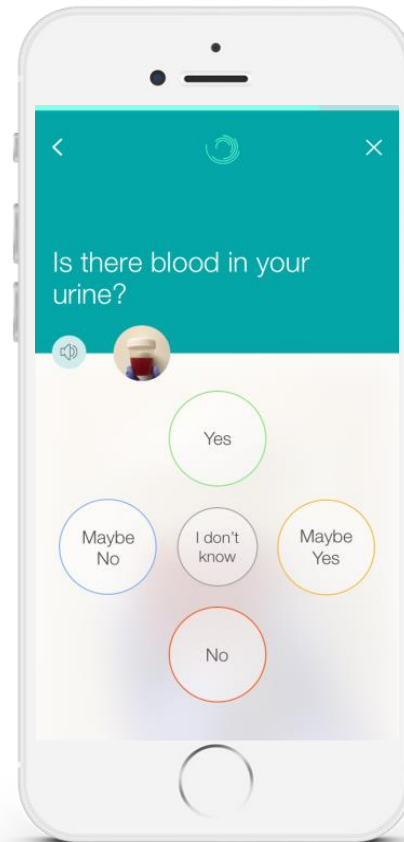 Is there blood in your
urine?
Yes
Maybe
No
I don't
know
Maybe
Yes
No